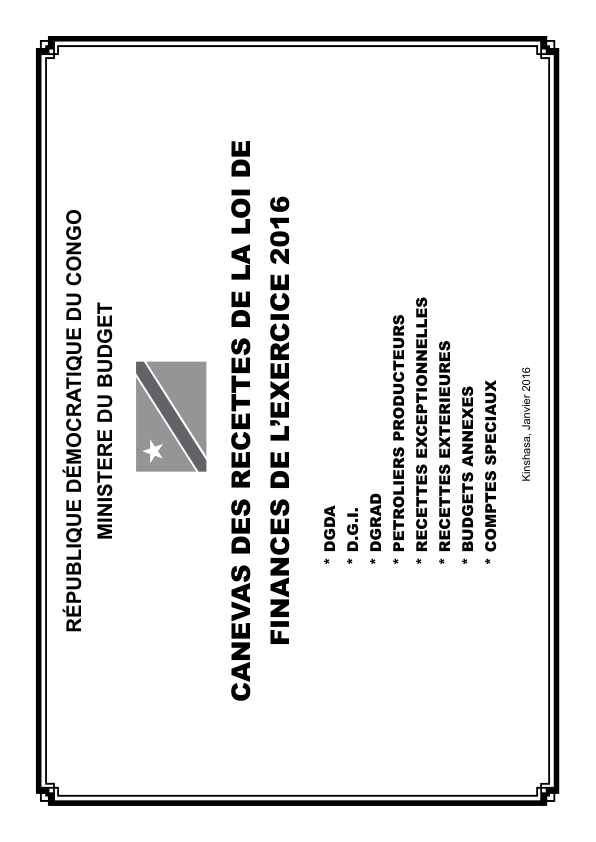 RÉPUBLIQUE DÉMOCRATIQUE DU CONGO
MINISTERE DU BUDGET
CANEVAS DES RECETTES DE LA LOI DE
FINANCES DE L'EXERCICE 2016
* DGDA
* D.G.I.
* DGRAD
* PETROLIERS PRODUCTEURS
* RECETTES EXCEPTIONNELLES
* RECETTES EXTERIEURES
* BUDGETS ANNEXES
* COMPTES SPECIAUX
Kinshasa, Janvier 2016